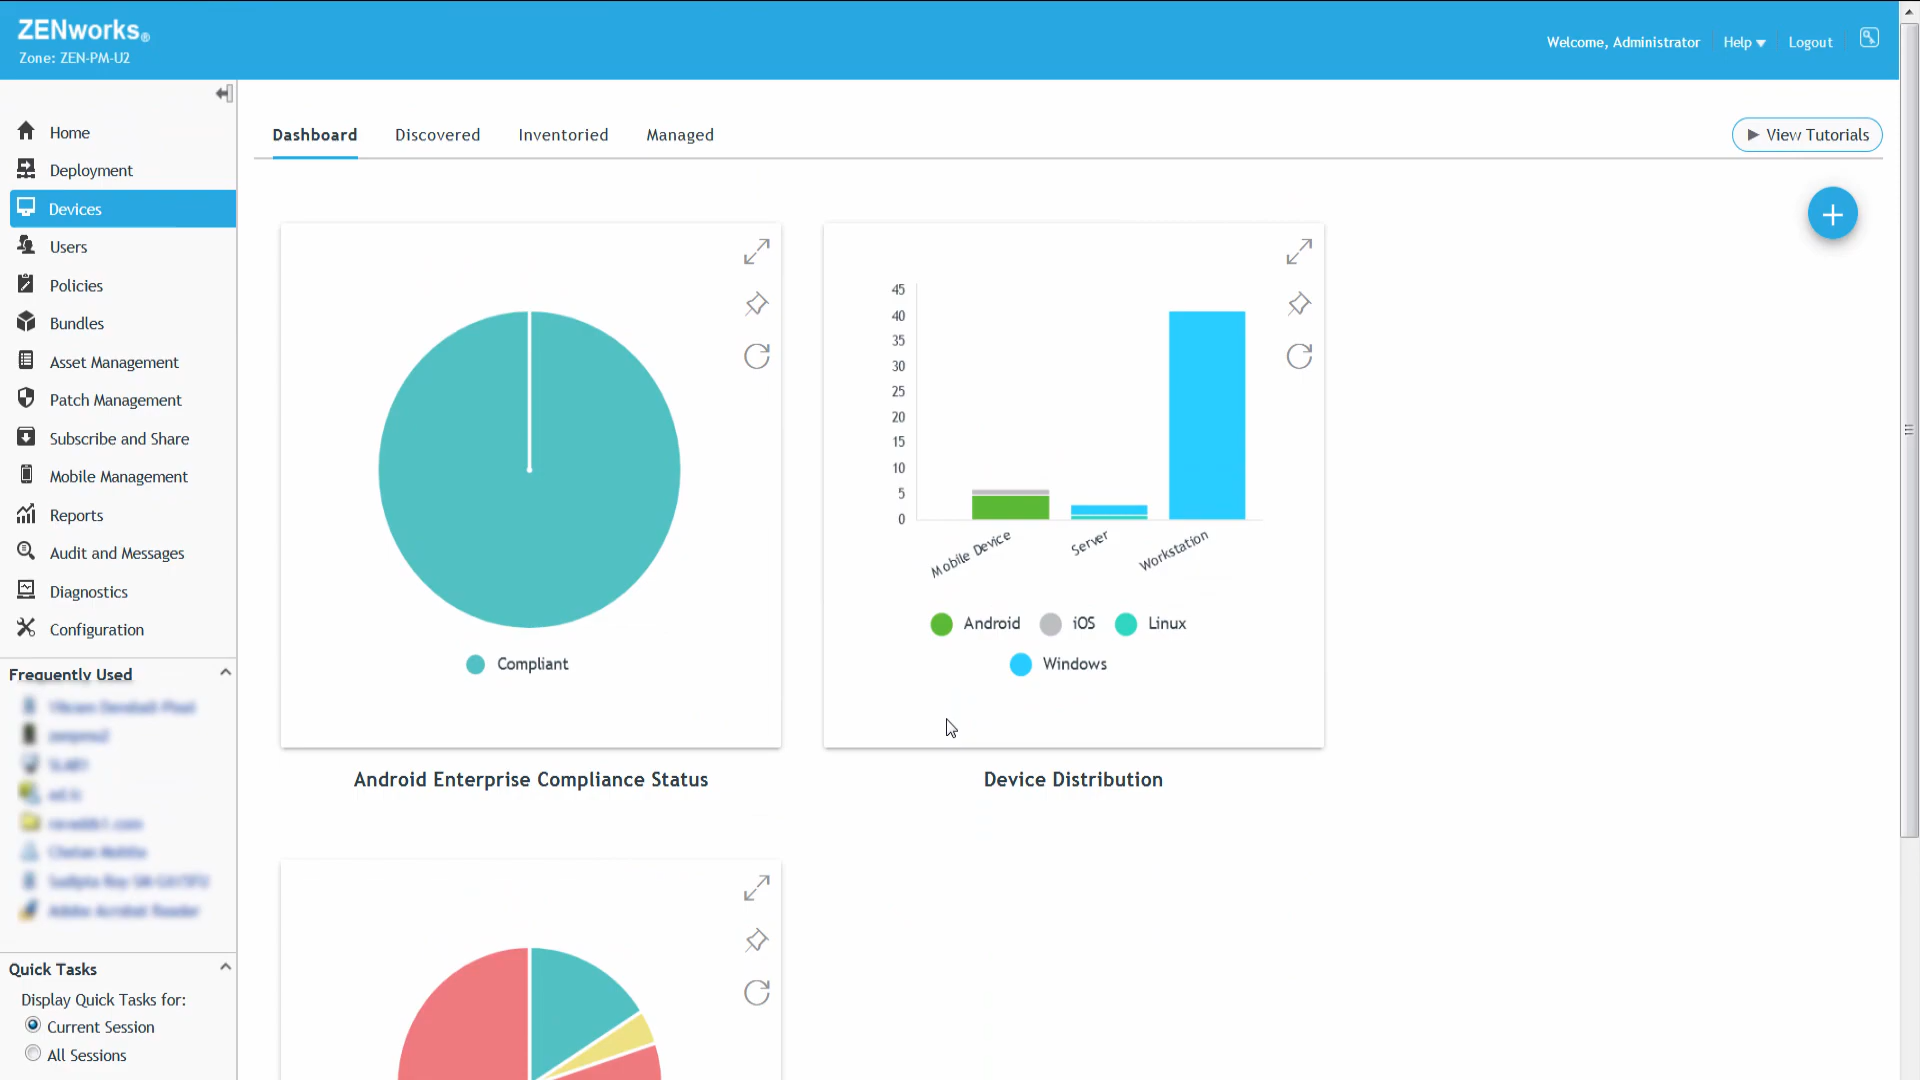 ZENworks®
Zone: ZEN-PM-U2
Welcome, Administrator
Help
Logout
Home
Deployment
Devices
Users
Policies
Bundles
Asset Management
Patch Management
Subscribe and Share
Mobile Management
Reports
Audit and Messages
Diagnostics
Configuration
Frequently Used
Quick Tasks
Display Quick Tasks for:
Current Session
All Sessions
Dashboard Discovered Inventoried Managed
View Tutorials
Compliant
Android Enterprise Compliance Status
45
40
35
30
25
20
15
10
5
0
Mobile Device Server Workstation
Android iOS Linux
Windows
Device Distribution